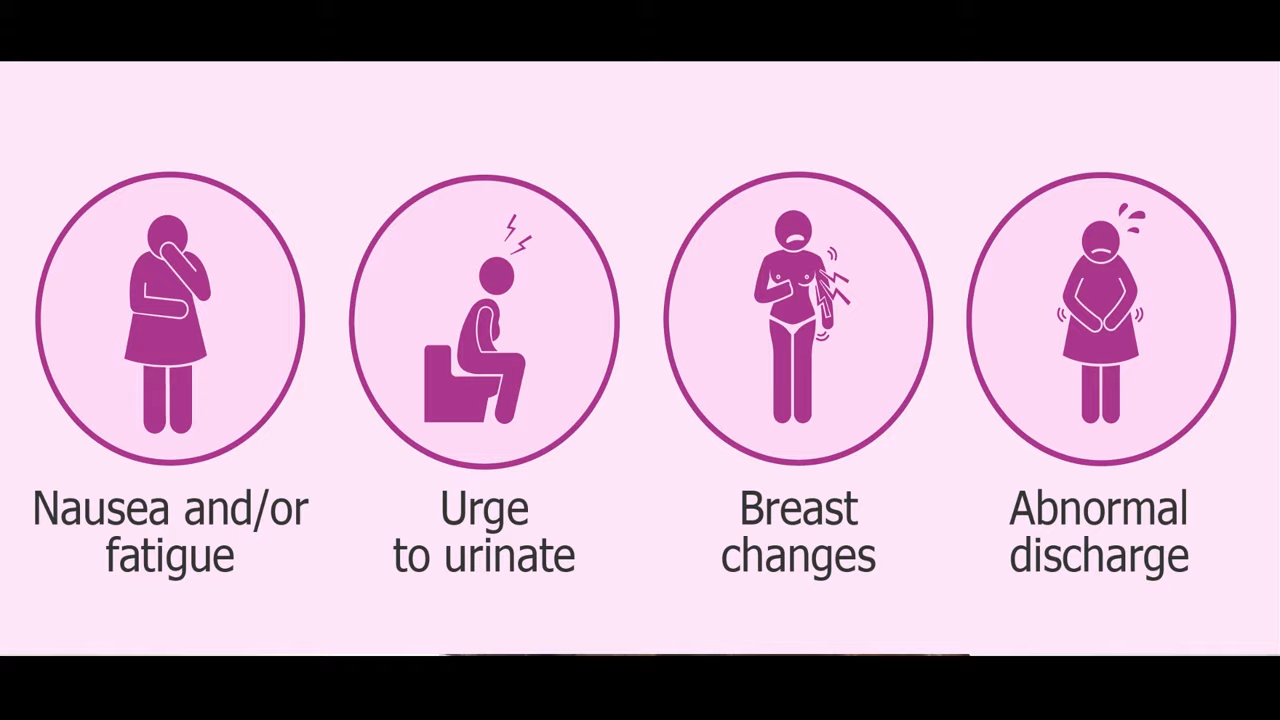 Nausea and/or
fatigue
Urge
to urinate
Breast
changes
Abnormal
discharge